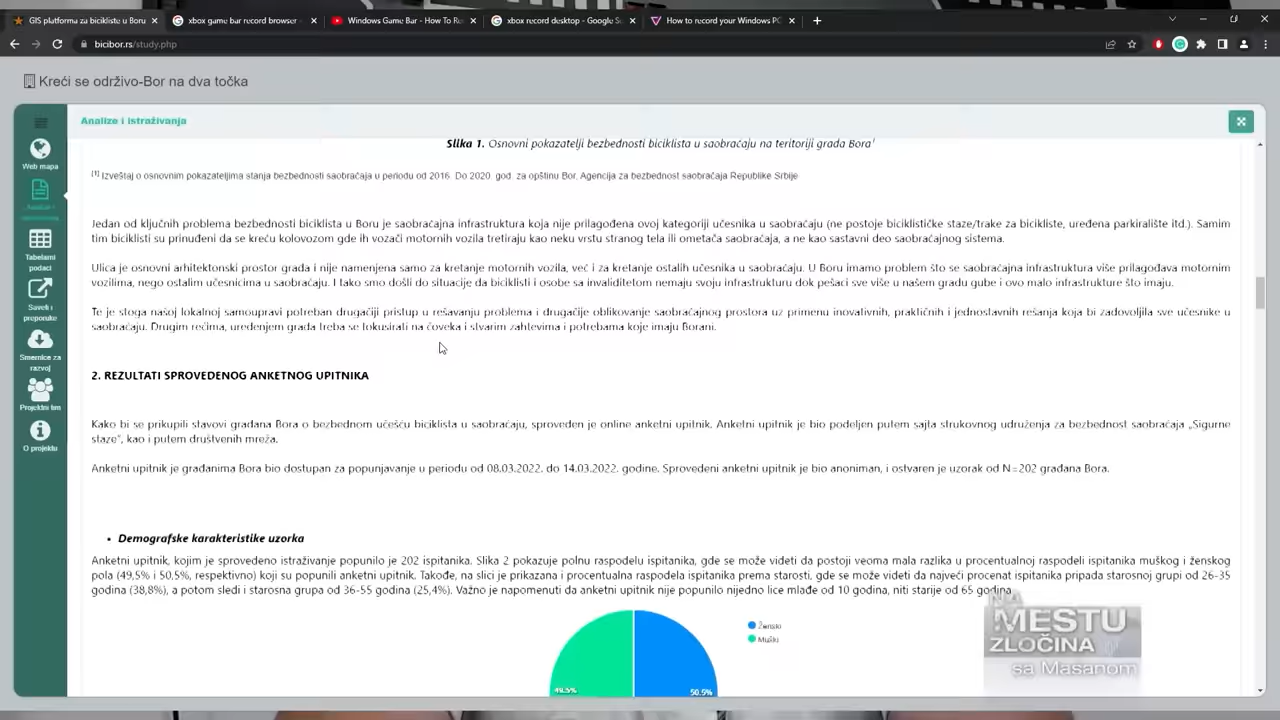 GIS platforma za bicikliste u Boru
xbox game bar record browser -
Windows Game Bar - How To Re
xbox record desktop - Google Se
How to record your Windows PC
bicibor.rs/study.php
Kreći se održivo-Bor na dva točka
Analize i istraživanja
Web mapa
Tabelarni
podaci
Saveti i
preporuke
Smernice za
razvoj
Projektni tim
O projektu
Slika 1. Osnovni pokazatelji bezbednosti biciklista u saobraćaju na teritoriji grada Bora¹
[1] Izveštaj o osnovnim pokazateljima stanja bezbednosti saobraćaja u periodu od 2016. Do 2020. god. za opštinu Bor, Agencija za bezbednost saobraćaja Republike Srbije
Jedan od ključnih problema bezbednosti biciklista u Boru je saobraćajna infrastruktura koja nije prilagođena ovoj kategoriji učesnika u saobraćaju (ne postoje biciklističke staze/trake za bicikliste, uređena parkirališta itd.). Samim
tim biciklisti su prinuđeni da se kreću kolovozom gde ih vozači motornih vozila tretiraju kao neku vrstu stranog tela ili ometača saobraćaja, a ne kao sastavni deo saobraćajnog sistema.
Ulica je osnovni arhitektonski prostor grada i nije namenjena samo za kretanje motornih vozila, već i za kretanje ostalih učesnika u saobraćaju. U Boru imamo problem što se saobraćajna infrastruktura više prilagođava motornim
vozilima, nego ostalim učesnicima u saobraćaju. I tako smo došli do situacije da biciklisti i osobe sa invaliditetom nemaju svoju infrastrukturu dok pešaci sve više u našem gradu gube i ovo malo infrastrukture što imaju.
Te je stoga našoj lokalnoj samoupravi potreban drugačiji pristup u rešavanju problema i drugačije oblikovanje saobraćajnog prostora uz primenu inovativnih, praktičnih i jednostavnih rešanja koja bi zadovoljila sve učesnike u
saobraćaju. Drugim rečima, uređenjem grada treba se fokusirati na čoveka i stvarnim zahtevima i potrebama koje imaju Borani.
2. REZULTATI SPROVEDENOG ANKETNOG UPITNIKA
Kako bi se prikupili stavovi građana Bora o bezbednom učešću biciklista u saobraćaju, sproveden je online anketni upitnik. Anketni upitnik je bio podeljen putem sajta strukovnog udruženja za bezbednost saobraćaja „Sigurne
staze“, kao i putem društvenih mreža.
Anketni upitnik je građanima Bora bio dostupan za popunjavanje u periodu od 08.03.2022. do 14.03.2022. godine. Sprovedeni anketni upitnik je bio anoniman, i ostvaren je uzorak od N=202 građana Bora.
• Demografske karakteristike uzorka
Anketni upitnik, kojim je sprovedeno istraživanje popunilo je 202 ispitanika. Slika 2 pokazuje polnu raspodelu ispitanika, gde se može videti da postoji veoma mala razlika u procentualnoj raspodeli ispitanika muškog i ženskog
pola (49,5% i 50,5%, respektivno) koji su popunili anketni upitnik. Takođe, na slici je prikazana i procentualna raspodela ispitanika prema starosti, gde se može videti da najveći procenat ispitanika pripada starosnoj grupi od 26-35
godina (38,8%), a potom sledi i starosna grupa od 36-55 godina (25,4%). Važno je napomenuti da anketni upitnik nije popunilo nijedno lice mlađe od 10 godina, niti starije od 65 godina.
Ženski
Muški
49.5%
50.5%
NA
MESTU
ZLOČINA
sa Mašanom